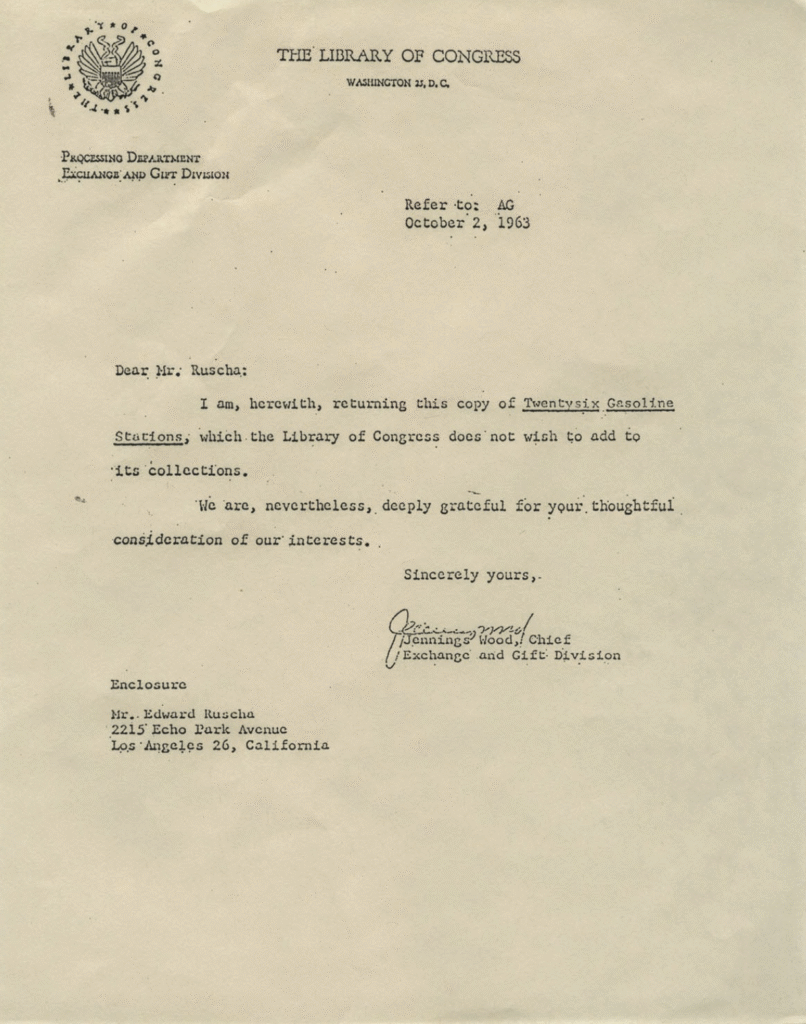 THE LIBRARY OF CONGRESS
THE LIBRARY OF CONGRESS
WASHINGTON 25, D. C.
PROCESSING DEPARTMENT
EXCHANGE AND GIFT DIVISION
Refer to: AG
October 2, 1963
Dear Mr. Ruscha:
I am, herewith, returning this copy of Twentysix Gasoline
Stations, which the Library of Congress does not wish to add to
its collections.
We are, nevertheless, deeply grateful for your thoughtful
consideration of our interests.
Sincerely yours,
Jennings Wood, Chief
Exchange and Gift Division
Enclosure
Mr. Edward Ruscha
2215 Echo Park Avenue
Los Angeles 26, California